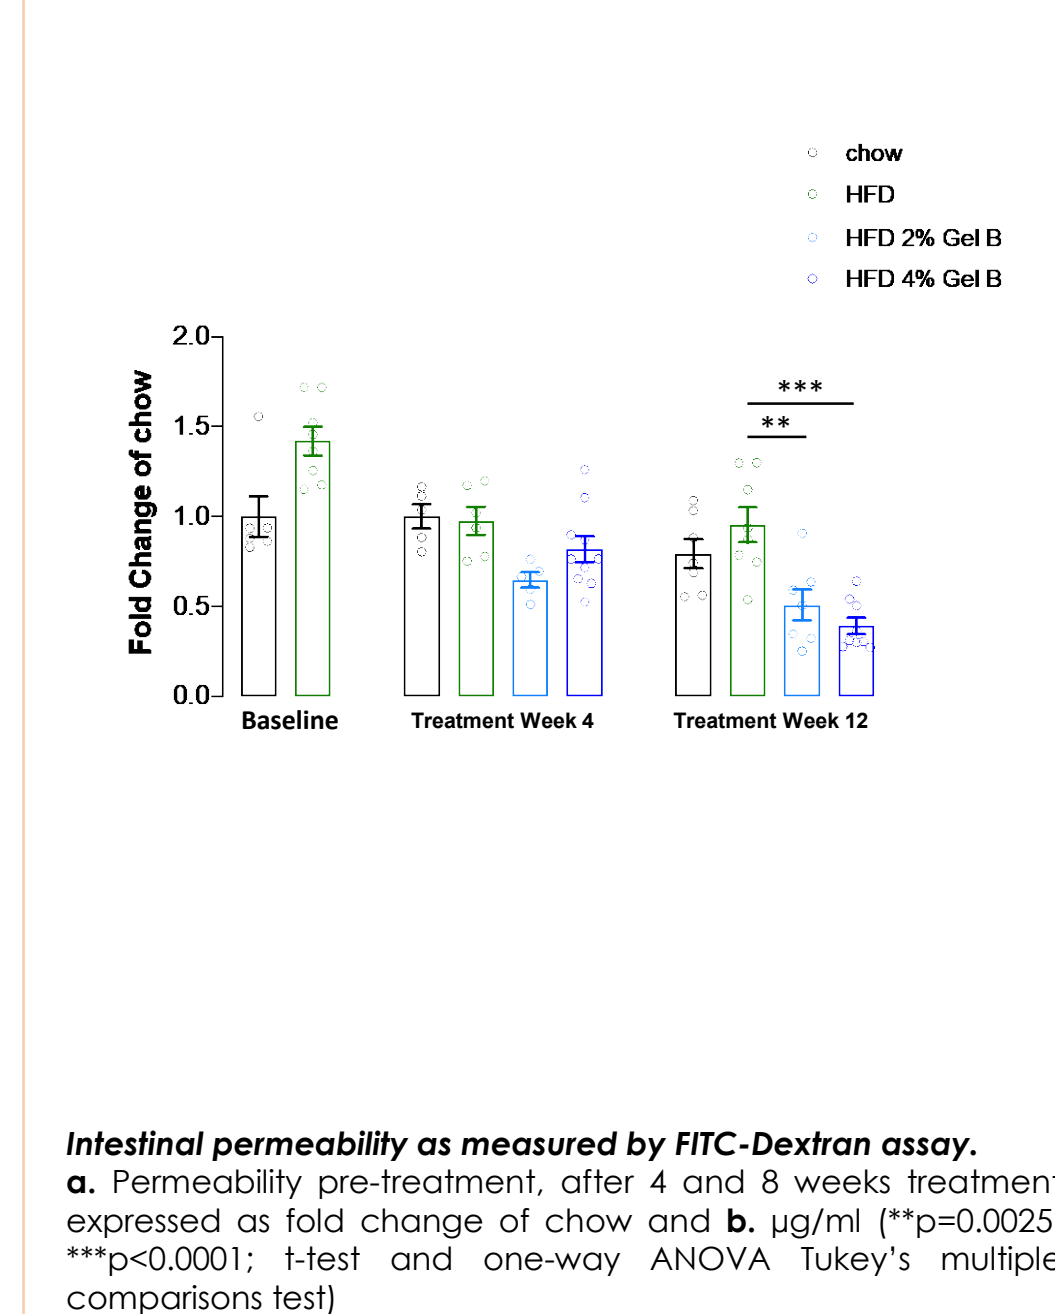 chow
HFD
HFD 2% Gel B
HFD 4% Gel B
2.0
1.5
1.0
0.5
0.0
Fold Change of chow
***
**
Baseline
Treatment Week 4
Treatment Week 12
Intestinal permeability as measured by FITC-Dextran assay.
a. Permeability pre-treatment, after 4 and 8 weeks treatment
expressed as fold change of chow and b. µg/ml (**p=0.0025
***p<0.0001; t-test and one-way ANOVA Tukey's multiple
comparisons test)